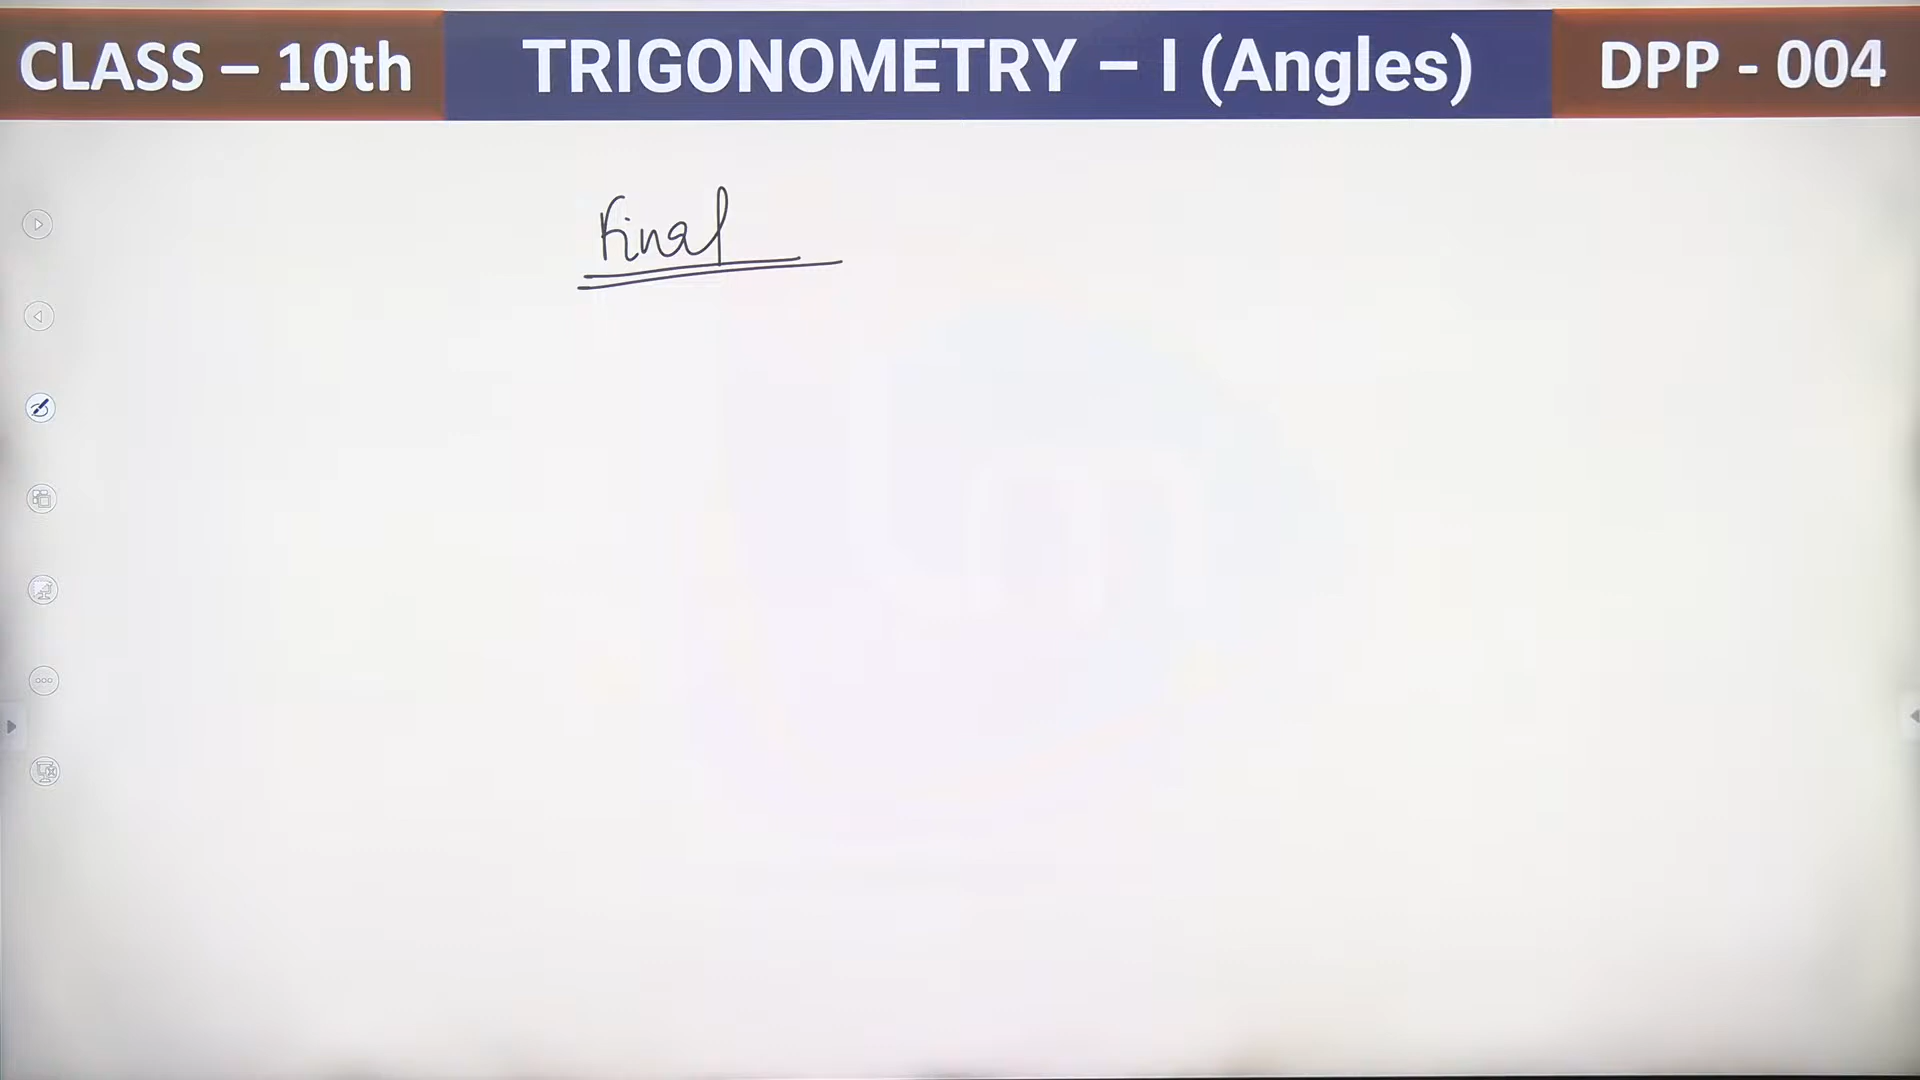 CLASS – 10th TRIGONOMETRY – I (Angles) DPP - 004
Final